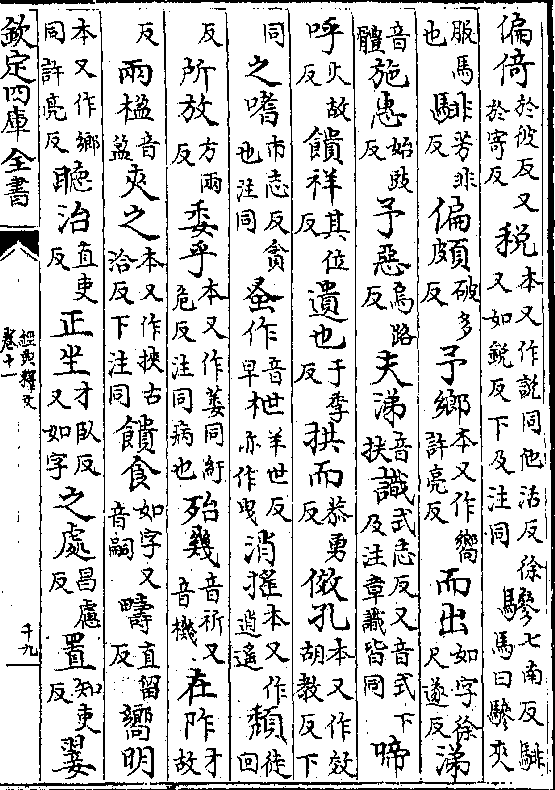 偏倚於彼反又於寄反税本又作説同他活反徐又如鋭反下及注同驂七南反騑馬曰驂夾
服馬也騑芳非反偏頗破多反予鄉本又作嚮許亮反而出如字徐尺遂反涕
音體施惠始豉反予惡烏路反夫涕音扶識式志反又音式下及注章識皆同啼
呼火故反饋祥其位反遺也于季反拱而恭勇反傚孔本又作效胡教反下
同之嗜市志反貪也注同蚤作音早抴羊世反亦作曳消摇本又作逍遥頽徒回
反所放方兩反委乎本又作萎同紆危反注同病也殆幾音祈又音機在阼才故
反兩楹音盈夾之本又作挾古洽反下注同饋食如字又音嗣疇直留反嚮明
本又作鄉同許亮反聽治直吏反正坐才卧反又如字之處昌慮反置知吏反翣
欽定四庫全書
經典釋文
卷十一
十九